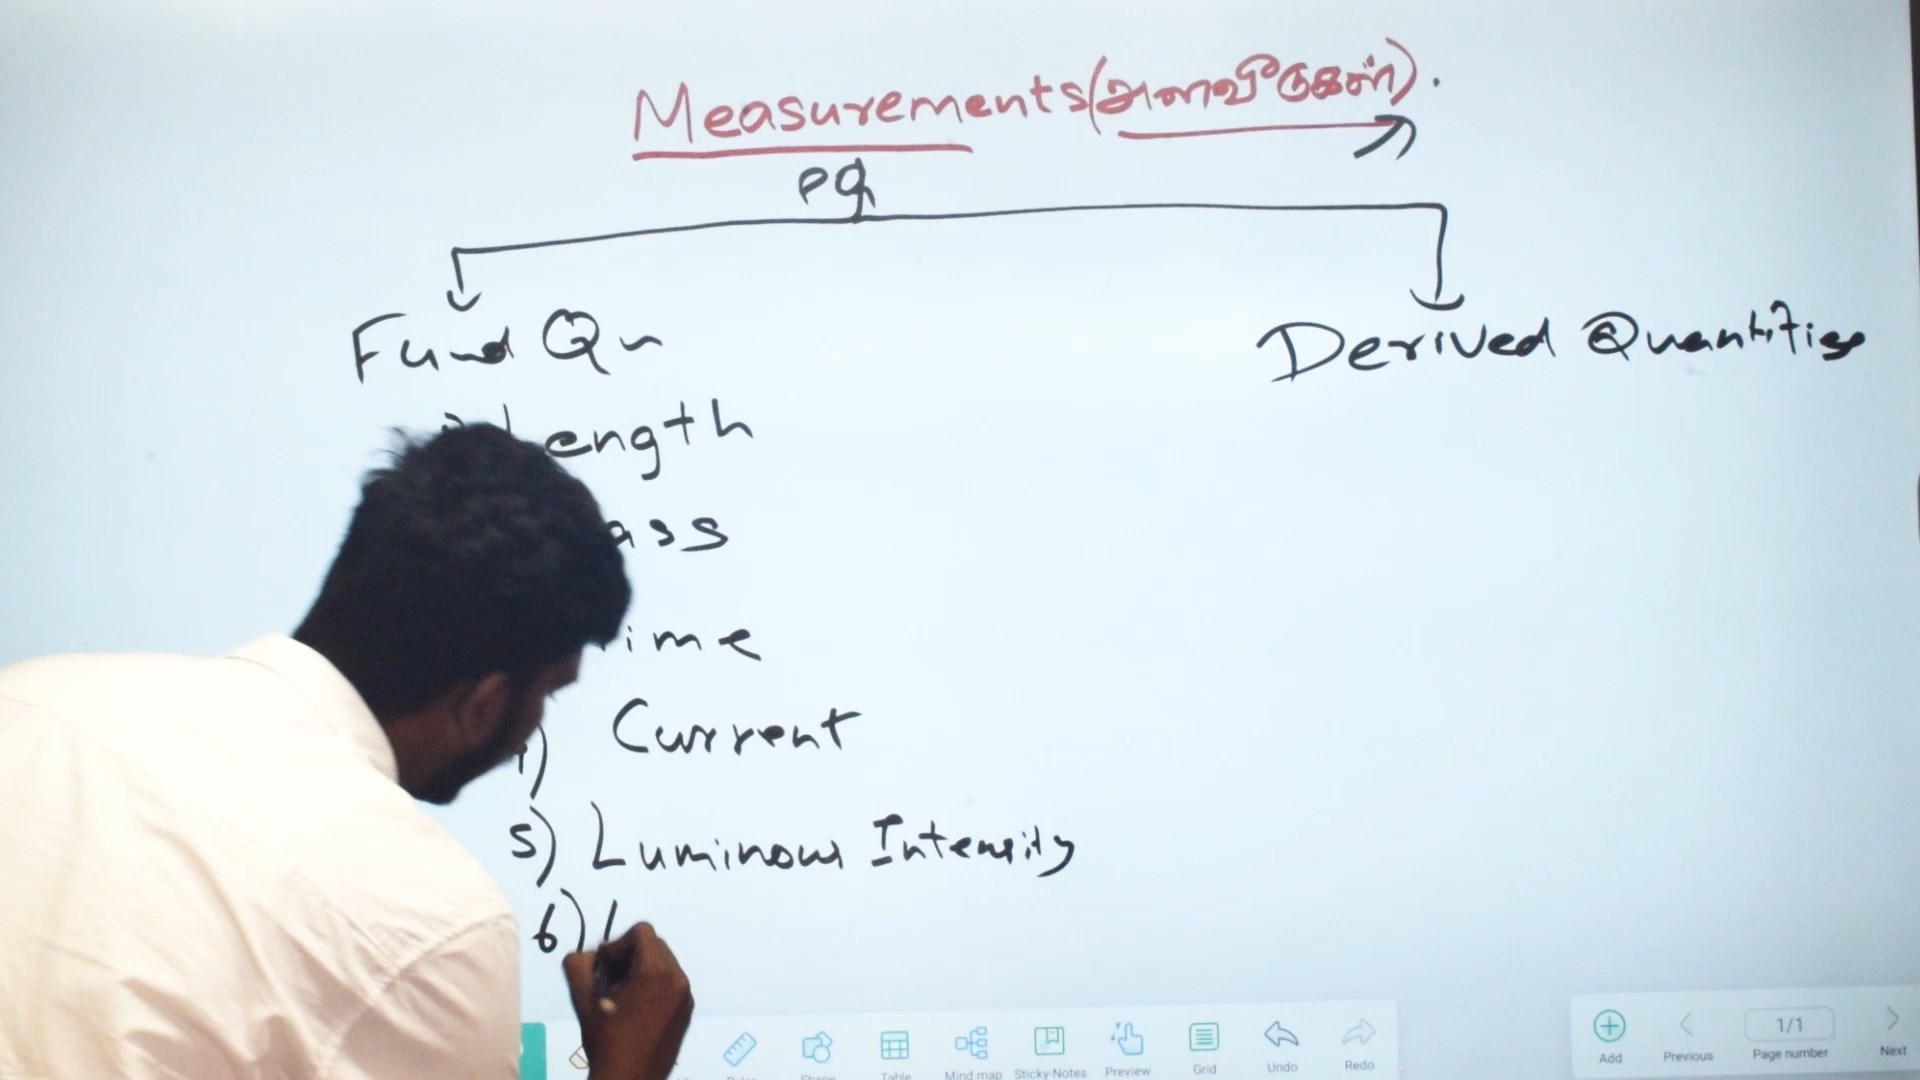 Measurements (அளவீடுகள்).
PQ
Fund Qn
Derived Quantities
Length
ass
ime
Current
5) Luminous Intensity
6)
Table
Mind map
Sticky Notes
Preview
Grid
Undo
Redo
Add
Previous
1/1
Page number
Next